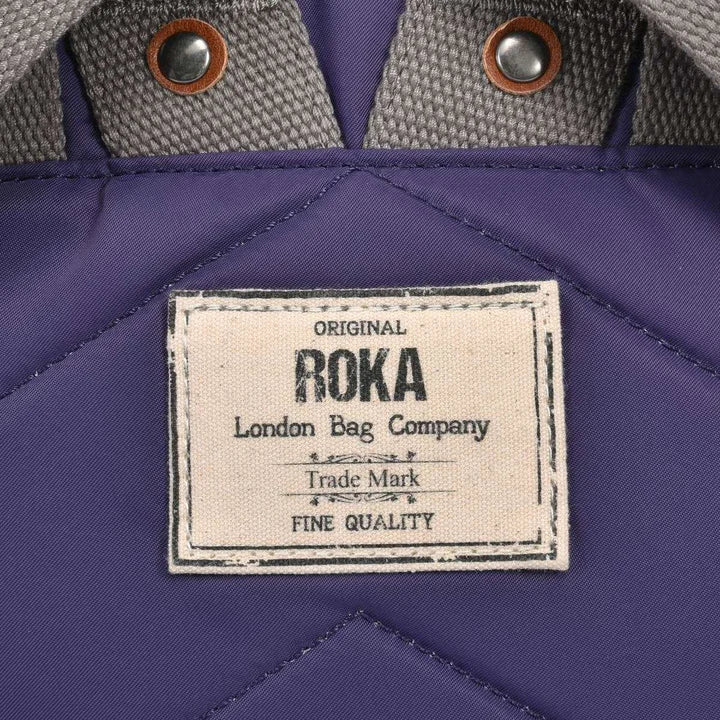 ORIGINAL
ROKA
London Bag Company
Trade Mark
FINE QUALITY